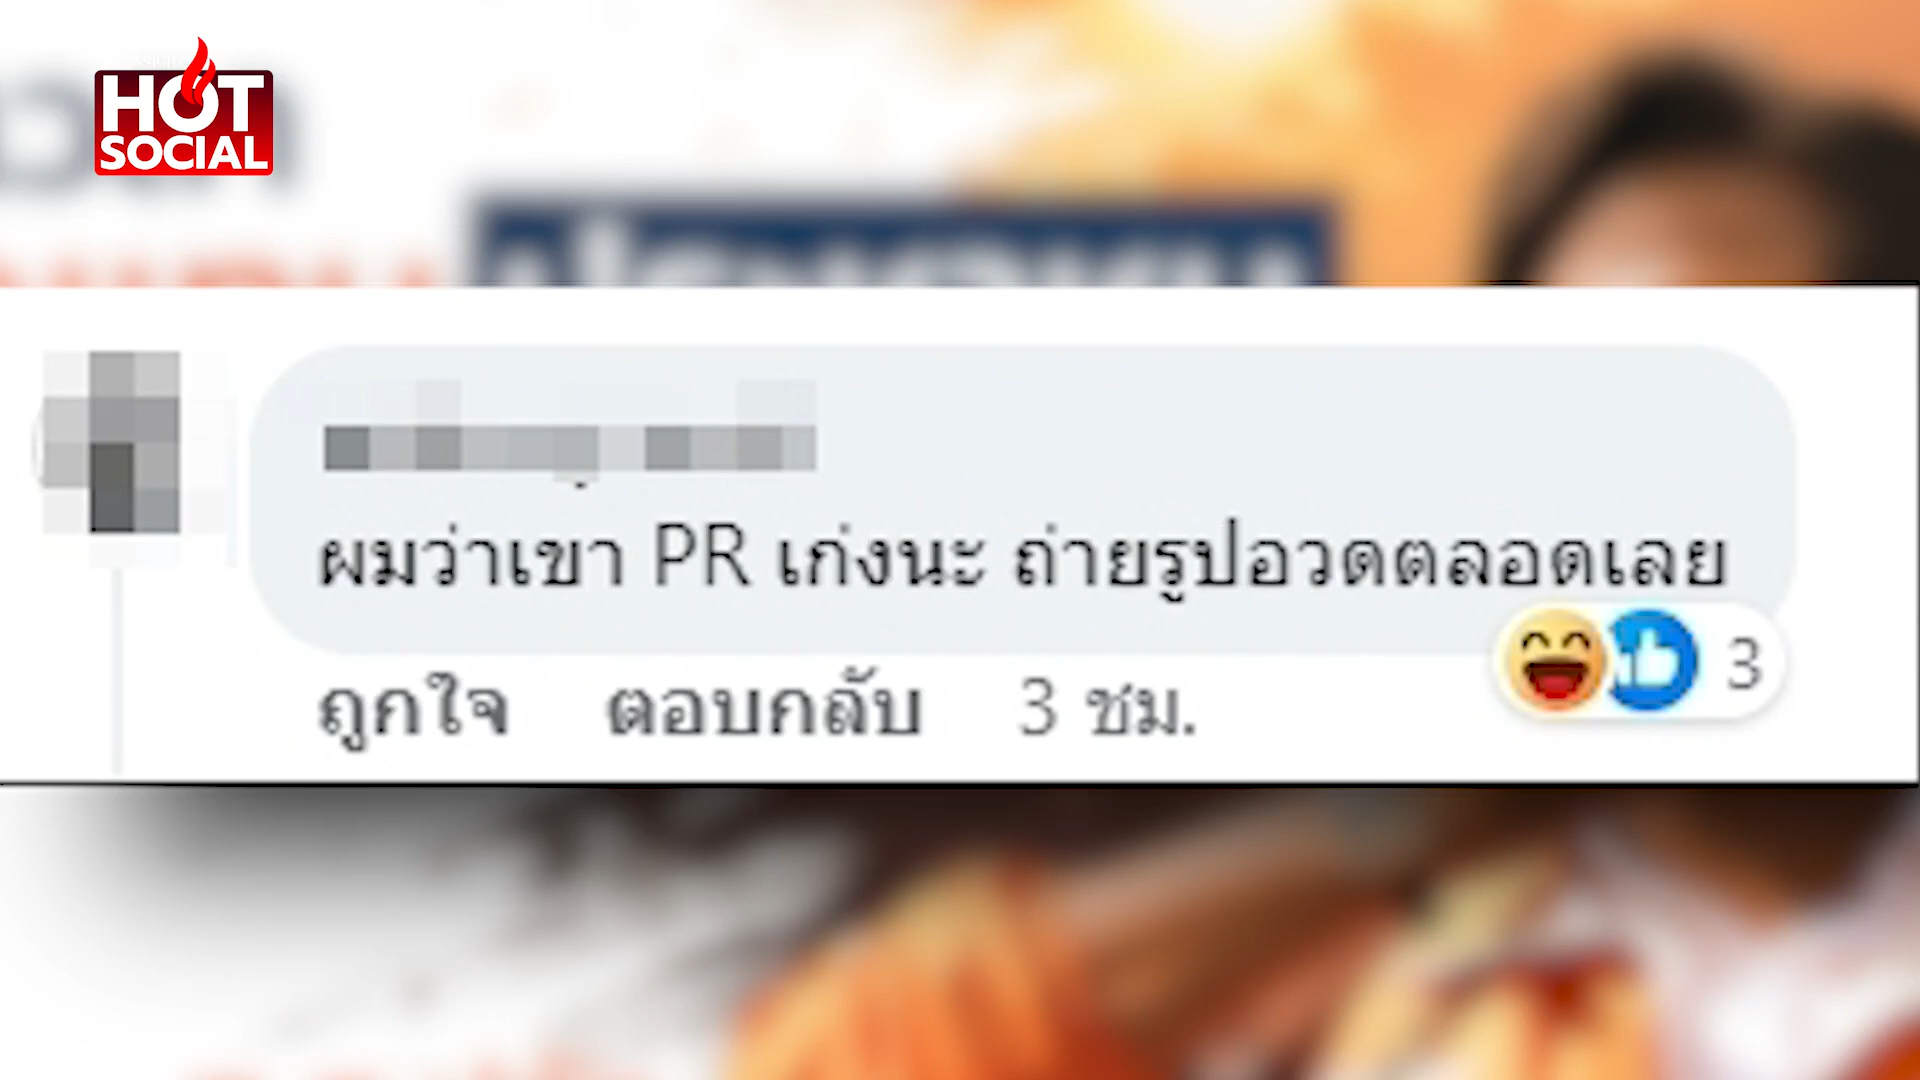 HOT
SOCIAL
ผมว่าเขา PR เก่งนะ ถ่ายรูปอวดตลอดเลย
3
ถูกใจ ตอบกลับ 3 ชม.